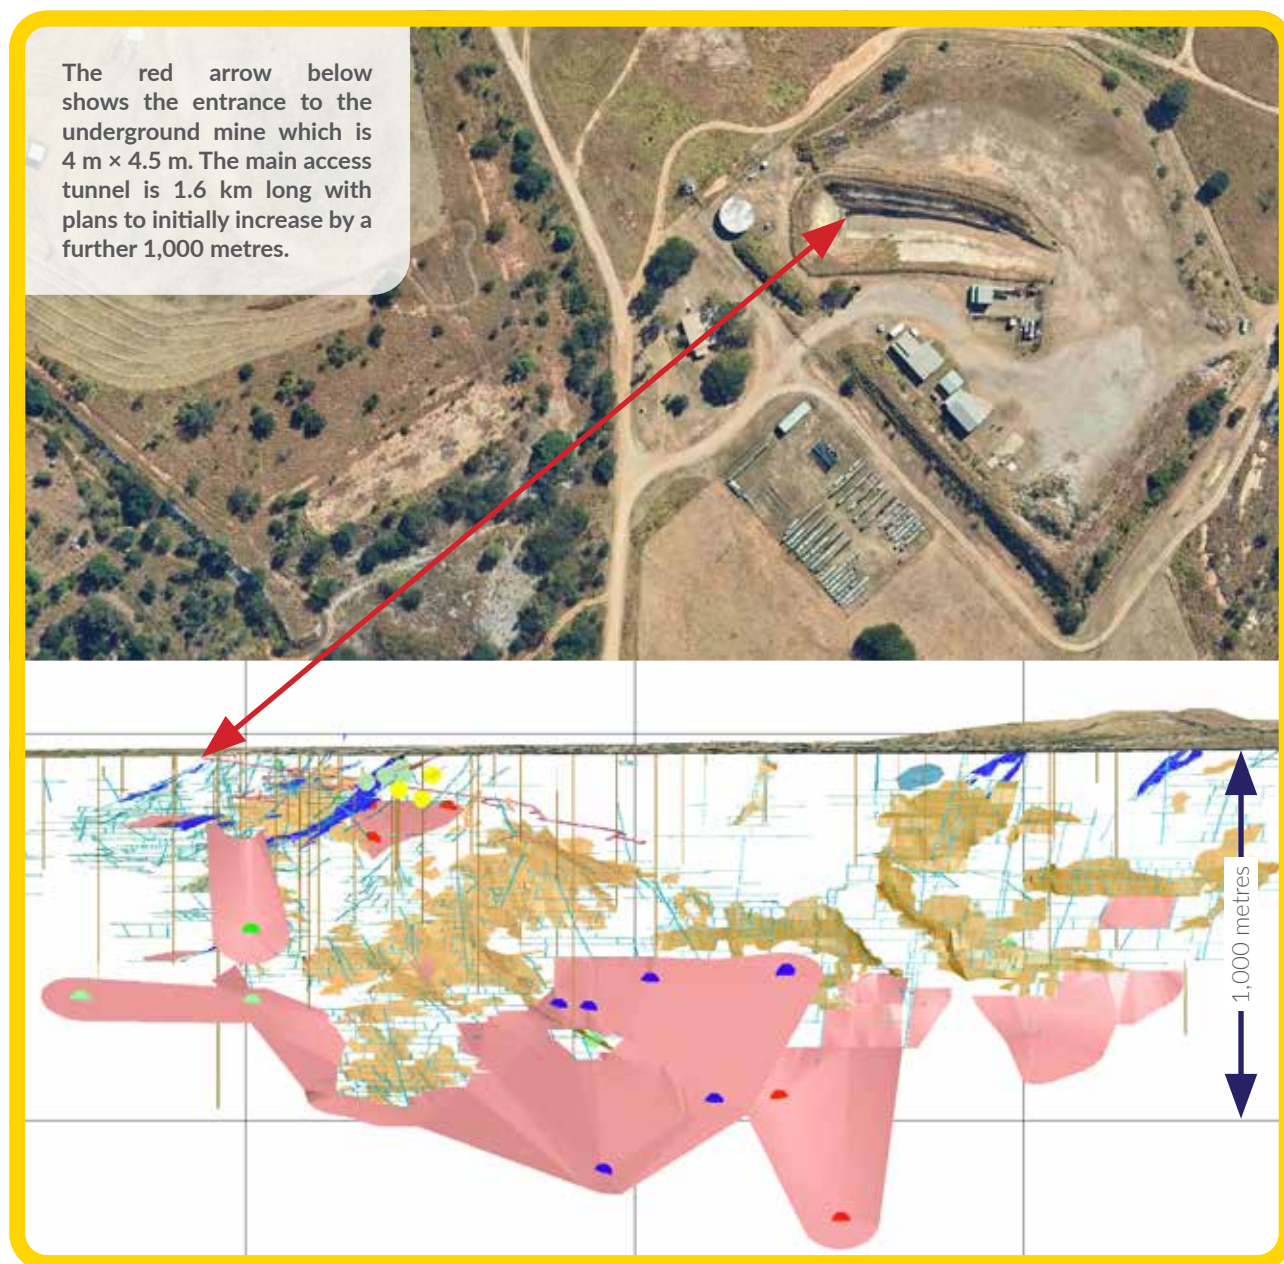 The red arrow below
shows the entrance to the
underground mine which is
4 m × 4.5 m. The main access
tunnel is 1.6 km long with
plans to initially increase by a
further 1,000 metres.
1,000 metres